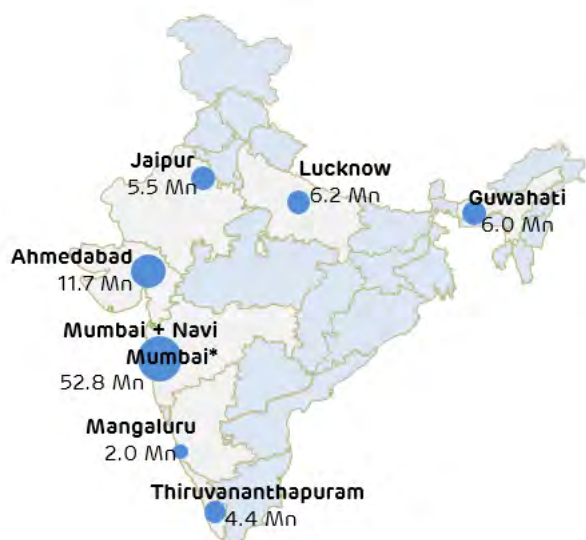 Jaipur
5.5 Mn
Lucknow
6.2 Mn
Guwahati
6.0 Mn
Ahmedabad
11.7 Mn
Mumbai + Navi
Mumbai*
52.8 Mn
Mangaluru
2.0 Mn
Thiruvananthapuram
4.4 Mn